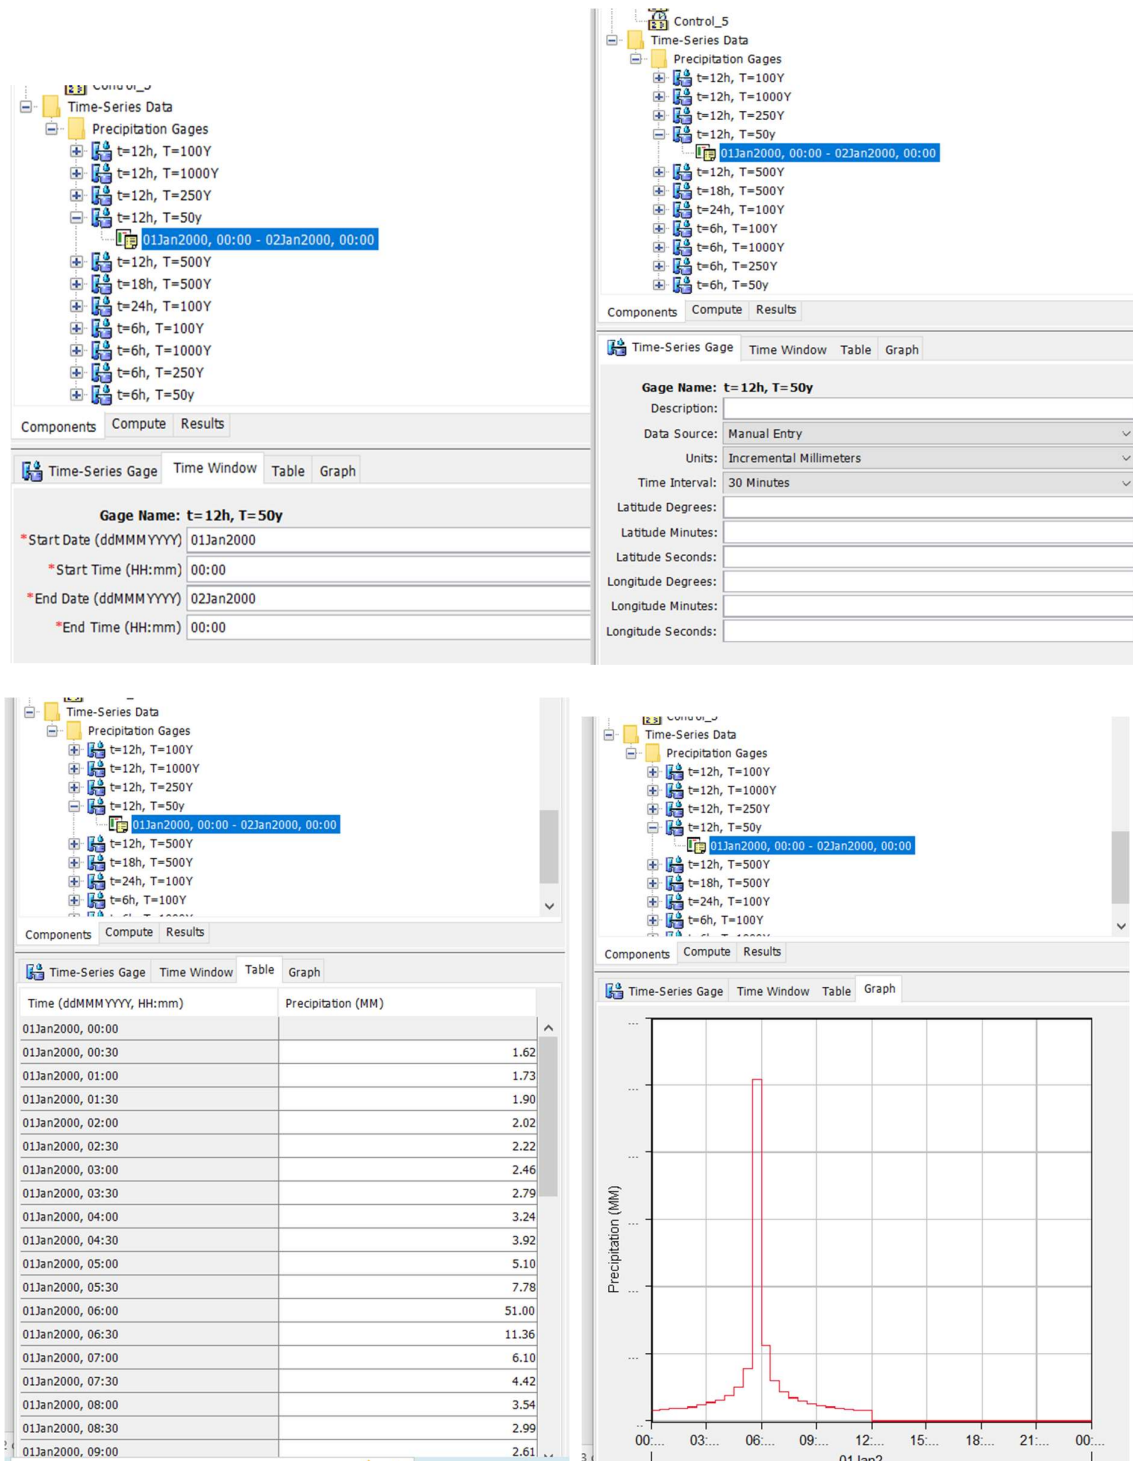 Time-Series Data
Precipitation Gages
t=12h, T=100Y
t=12h, T=1000Y
t=12h, T=250Y
t=12h, T=50y
01Jan2000, 00:00 - 02Jan2000, 00:00
t=12h, T=500Y
t=18h, T=500Y
t=24h, T=100Y
t=6h, T=100Y
t=6h, T=1000Y
t=6h, T=250Y
t=6h, T=50y
Components Compute Results
Time-Series Gage Time Window Table Graph
Gage Name: t=12h, T=50y
*Start Date (ddMMMYYYY) 01Jan2000
*Start Time (HH:mm) 00:00
*End Date (ddMMMYYYY) 02Jan2000
*End Time (HH:mm) 00:00
Control_5
Time-Series Data
Precipitation Gages
t=12h, T=100Y
t=12h, T=1000Y
t=12h, T=250Y
t=12h, T=50y
01Jan2000, 00:00 - 02Jan2000, 00:00
t=12h, T=500Y
t=18h, T=500Y
t=24h, T=100Y
t=6h, T=100Y
t=6h, T=1000Y
t=6h, T=250Y
t=6h, T=50y
Components Compute Results
Time-Series Gage Time Window Table Graph
Gage Name: t=12h, T=50y
Description:
Data Source: Manual Entry
Units: Incremental Millimeters
Time Interval: 30 Minutes
Latitude Degrees:
Latitude Minutes:
Latitude Seconds:
Longitude Degrees:
Longitude Minutes:
Longitude Seconds:
Time-Series Data
Precipitation Gages
t=12h, T=100Y
t=12h, T=1000Y
t=12h, T=250Y
t=12h, T=50y
01Jan2000, 00:00 - 02Jan2000, 00:00
t=12h, T=500Y
t=18h, T=500Y
t=24h, T=100Y
t=6h, T=100Y
Components Compute Results
Time-Series Gage Time Window Table Graph
Time (ddMMMYYYY, HH:mm) Precipitation (MM)
01Jan2000, 00:00
01Jan2000, 00:30 1.62
01Jan2000, 01:00 1.73
01Jan2000, 01:30 1.90
01Jan2000, 02:00 2.02
01Jan2000, 02:30 2.22
01Jan2000, 03:00 2.46
01Jan2000, 03:30 2.79
01Jan2000, 04:00 3.24
01Jan2000, 04:30 3.92
01Jan2000, 05:00 5.10
01Jan2000, 05:30 7.78
01Jan2000, 06:00 51.00
01Jan2000, 06:30 11.36
01Jan2000, 07:00 6.10
01Jan2000, 07:30 4.42
01Jan2000, 08:00 3.54
01Jan2000, 08:30 2.99
01Jan2000, 09:00 2.61
Time-Series Data
Precipitation Gages
t=12h, T=100Y
t=12h, T=1000Y
t=12h, T=250Y
t=12h, T=50y
01Jan2000, 00:00 - 02Jan2000, 00:00
t=12h, T=500Y
t=18h, T=500Y
t=24h, T=100Y
t=6h, T=100Y
Components Compute Results
Time-Series Gage Time Window Table Graph
Precipitation (MM)
00:... 03:... 06:... 09:... 12:... 15:... 18:... 21:... 00:...
01Jan2...